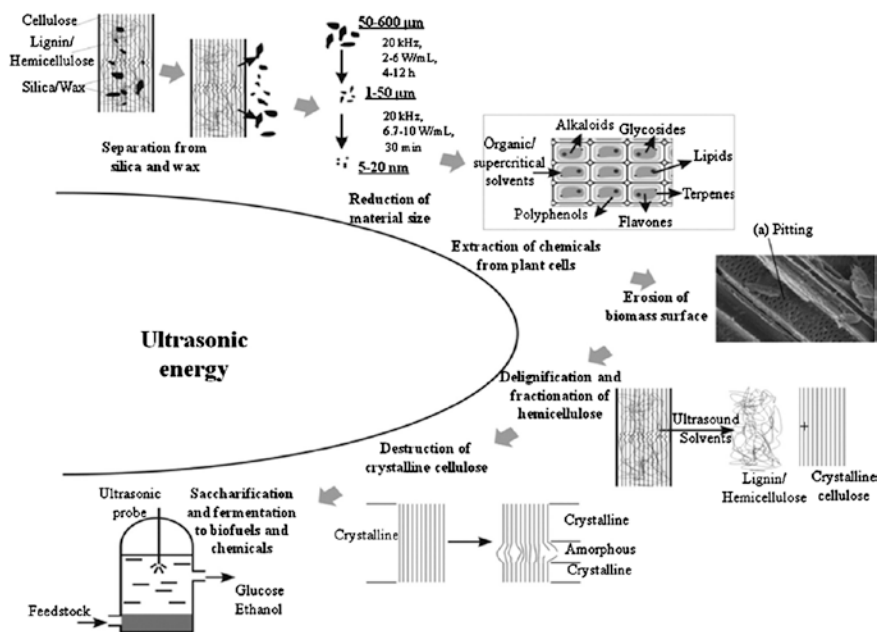 Cellulose
Lignin/
Hemicellulose
Silica/Wax
Separation from
silica and wax
50-600 µm
20 kHz,
2-6 W/mL,
4-12 h
1-50 µm
20 kHz,
6.7-10 W/mL,
30 min
5-20 nm
Reduction of
material size
Alkaloids
Glycosides
Organic/
supercritical
solvents
Lipids
Terpenes
Polyphenols
Flavones
Extraction of chemicals
from plant cells
(a) Pitting
Erosion of
biomass surface
Ultrasonic
energy
Delignification and
fractionation of
hemicellulose
Ultrasound
Solvents
+
Lignin/
Hemicellulose
Crystalline
cellulose
Destruction of
crystalline cellulose
Crystalline
Crystalline
Amorphous
Crystalline
Saccharification
and fermentation
to biofuels and
chemicals
Ultrasonic
probe
Glucose
Ethanol
Feedstock